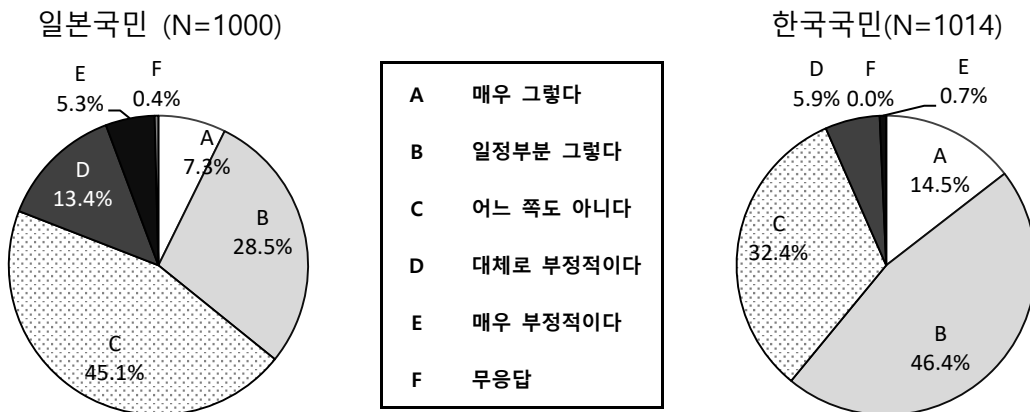 일본국민 (N=1000)
E
5.3%
F
0.4%
A
7.3%
B
28.5%
C
45.1%
D
13.4%
A 매우 그렇다
B 일정부분 그렇다
C 어느 쪽도 아니다
D 대체로 부정적이다
E 매우 부정적이다
F 무응답
한국국민(N=1014)
D
5.9%
F
0.0%
E
0.7%
A
14.5%
B
46.4%
C
32.4%